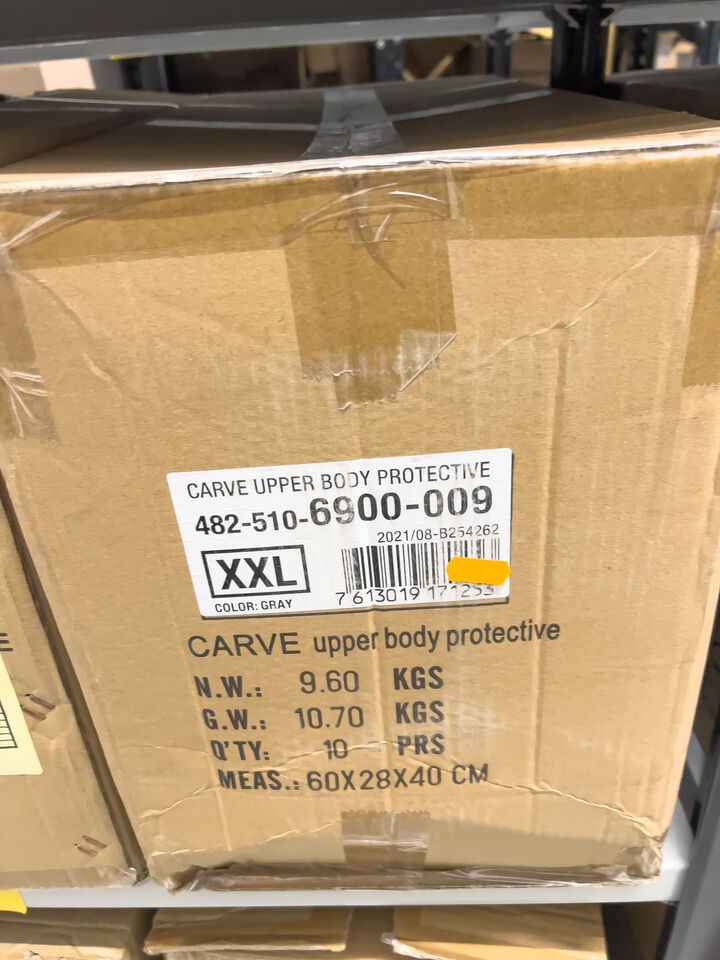 CARVE UPPER BODY PROTECTIVE
482-510-6900-009
2021/08-B254262
XXL
COLOR: GRAY
7 613019 171253
CARVE upper body protective
N.W.: 9.60 KGS
G.W.: 10.70 KGS
Q'TY: 10 PRS
MEAS.: 60X28X40 CM
E